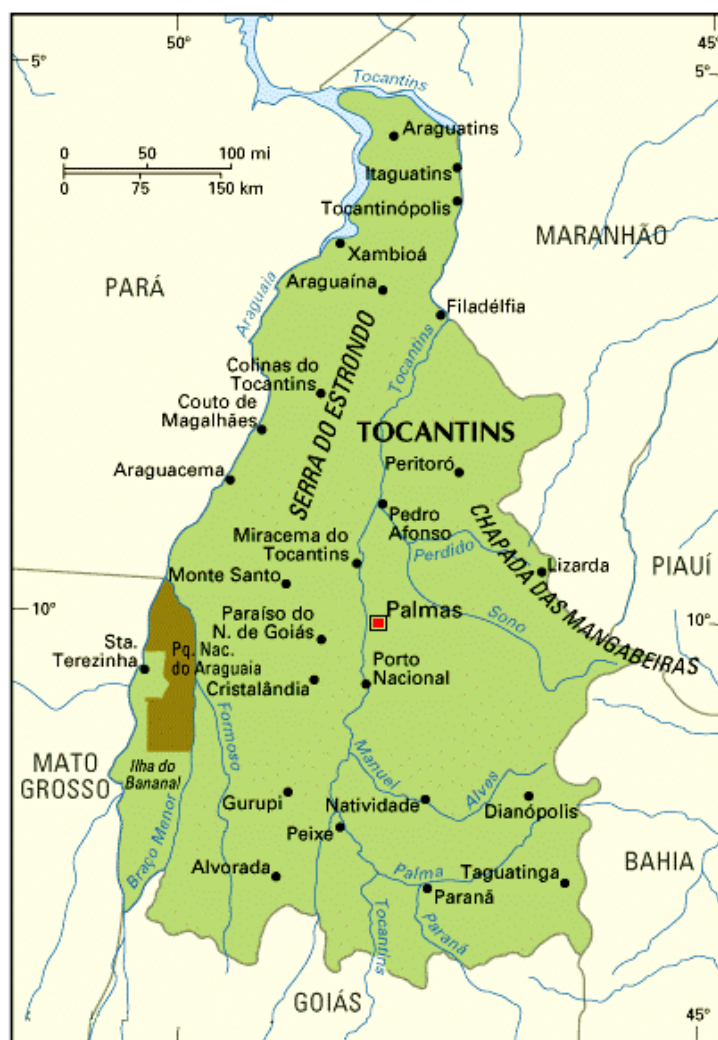 50°
45°
5°
5°
Tocantins
Araguatins
0 50 100 mi
0 75 150 km
Itaguatins
Tocantinópolis
MARANHÃO
Xambioá
PARÁ
Araguaína
Araguaia
Filadélfia
Tocantins
SERRA DO ESTRONDO
Colinas do
Tocantins
Couto de
Magalhães
TOCANTINS
Peritoró
Araguacema
Pedro
Afonso
CHAPADA DAS MANGABEIRAS
Miracema do
Tocantins
Perdido
Lizarda
PIAUÍ
Monte Santo
10°
Paraíso do
N. de Goiás
Palmas
Sono
10°
Sta.
Terezinha
Pq. Nac.
do Araguaia
Cristalândia
Porto
Nacional
Formoso
MATO
GROSSO
Ilha do
Bananal
Manuel
Alves
Gurupi
Natividade
Dianópolis
Peixe
Braço Menor
Alvorada
Palma
Taguatinga
BAHIA
Paranã
Tocantins
Paranã
GOIÁS
45°